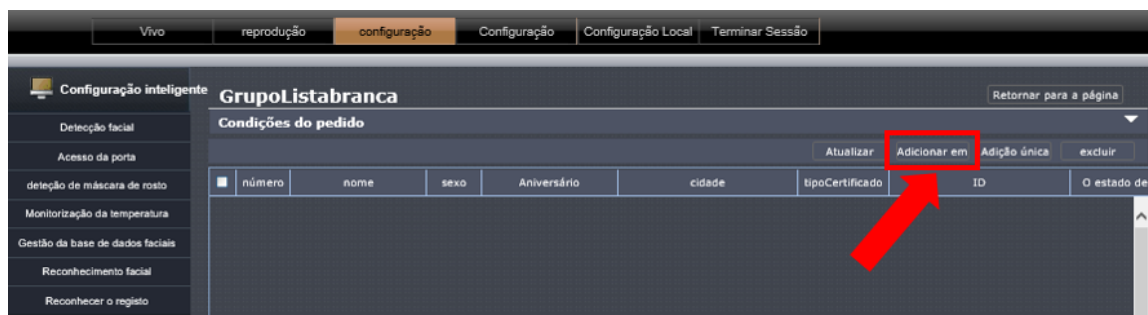 Vivo reprodução configuração Configuração Configuração Local Terminar Sessão
Configuração inteligente
GrupoListabranca
Retornar para a página
Detecção facial
Condições do pedido
Acesso da porta
Atualizar Adicionar em Adição única excluir
deteção de máscara de rosto
número nome sexo Aniversário cidade tipoCertificado ID O estado de
Monitorização da temperatura
Gestão da base de dados faciais
Reconhecimento facial
Reconhecer o registo